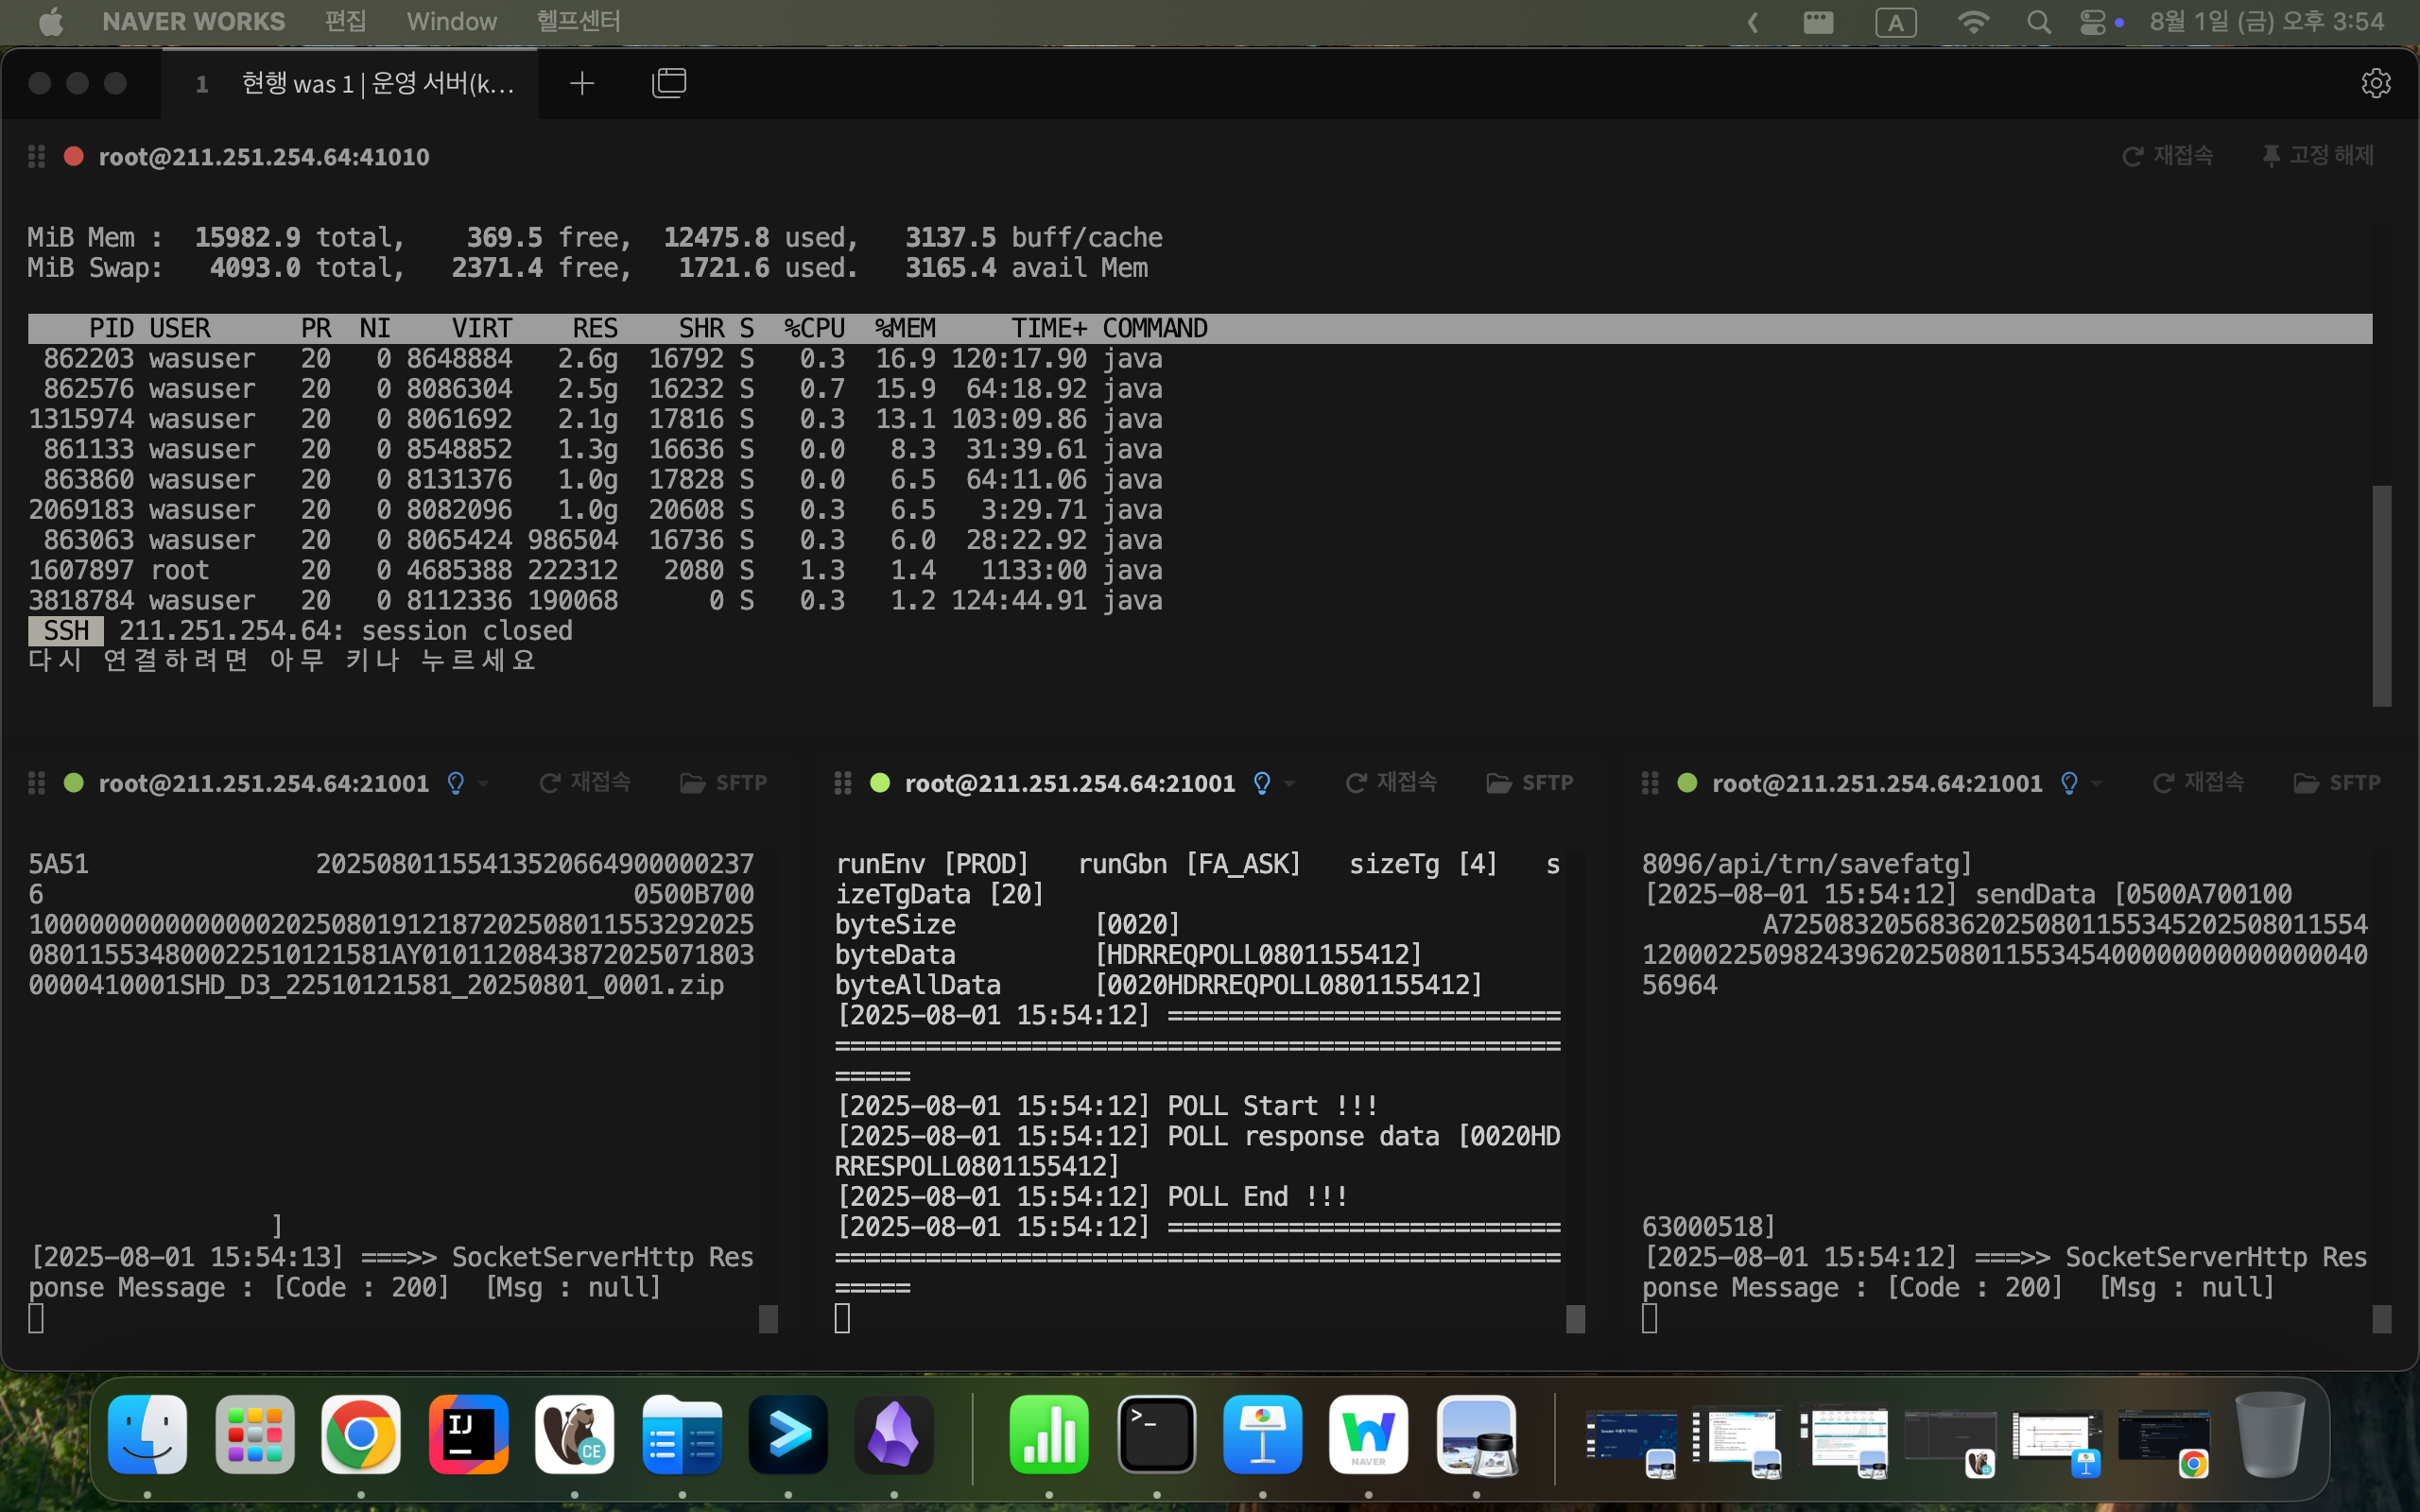 NAVER WORKS 편집 Window 헬프센터 A 8월 1일 (금) 오후 3:54
1 현행 was 1 | 운영 서버(k...
root@211.251.254.64:41010 재접속 고정 해제
MiB Mem : 15982.9 total, 369.5 free, 12475.8 used, 3137.5 buff/cache
MiB Swap: 4093.0 total, 2371.4 free, 1721.6 used. 3165.4 avail Mem
PID USER PR NI VIRT RES SHR S %CPU %MEM TIME+ COMMAND
862203 wasuser 20 0 8648884 2.6g 16792 S 0.3 16.9 120:17.90 java
862576 wasuser 20 0 8086304 2.5g 16232 S 0.7 15.9 64:18.92 java
1315974 wasuser 20 0 8061692 2.1g 17816 S 0.3 13.1 103:09.86 java
861133 wasuser 20 0 8548852 1.3g 16636 S 0.0 8.3 31:39.61 java
863860 wasuser 20 0 8131376 1.0g 17828 S 0.0 6.5 64:11.06 java
2069183 wasuser 20 0 8082096 1.0g 20608 S 0.3 6.5 3:29.71 java
863063 wasuser 20 0 8065424 986504 16736 S 0.3 6.0 28:22.92 java
1607897 root 20 0 4685388 222312 2080 S 1.3 1.4 1133:00 java
3818784 wasuser 20 0 8112336 190068 0 S 0.3 1.2 124:44.91 java
SSH 211.251.254.64: session closed
다시 연결하려면 아무 키나 누르세요
root@211.251.254.64:21001 재접속 SFTP
5A51 20250801155413520664900000237
6 0500B700
1000000000000000020250801912187202508011553292025
0801155348000225101215​81AY01011208438720250718​03
0000410001SHD_D3_22510121581_20250801_0001.zip
]
[2025-08-01 15:54:13] ===>> SocketServerHttp Res
ponse Message : [Code : 200] [Msg : null]
root@211.251.254.64:21001 재접속 SFTP
runEnv [PROD] runGbn [FA_ASK] sizeTg [4] s
izeTgData [20]
byteSize [0020]
byteData [HDRREQPOLL0801155412]
byteAllData [0020HDRREQPOLL0801155412]
[2025-08-01 15:54:12] ==========================
================================================
=====
[2025-08-01 15:54:12] POLL Start !!!
[2025-08-01 15:54:12] POLL response data [0020HD
RRESPOLL0801155412]
[2025-08-01 15:54:12] POLL End !!!
[2025-08-01 15:54:12] ==========================
================================================
=====
root@211.251.254.64:21001 재접속 SFTP
8096/api/trn/savefatg]
[2025-08-01 15:54:12] sendData [0500A700100
A7250832056836202508011553452025080​11554
120002250982439620250801155345400000000000000040
56964
63000518]
[2025-08-01 15:54:12] ===>> SocketServerHttp Res
ponse Message : [Code : 200] [Msg : null]
IJ
CE
>_
NAVER